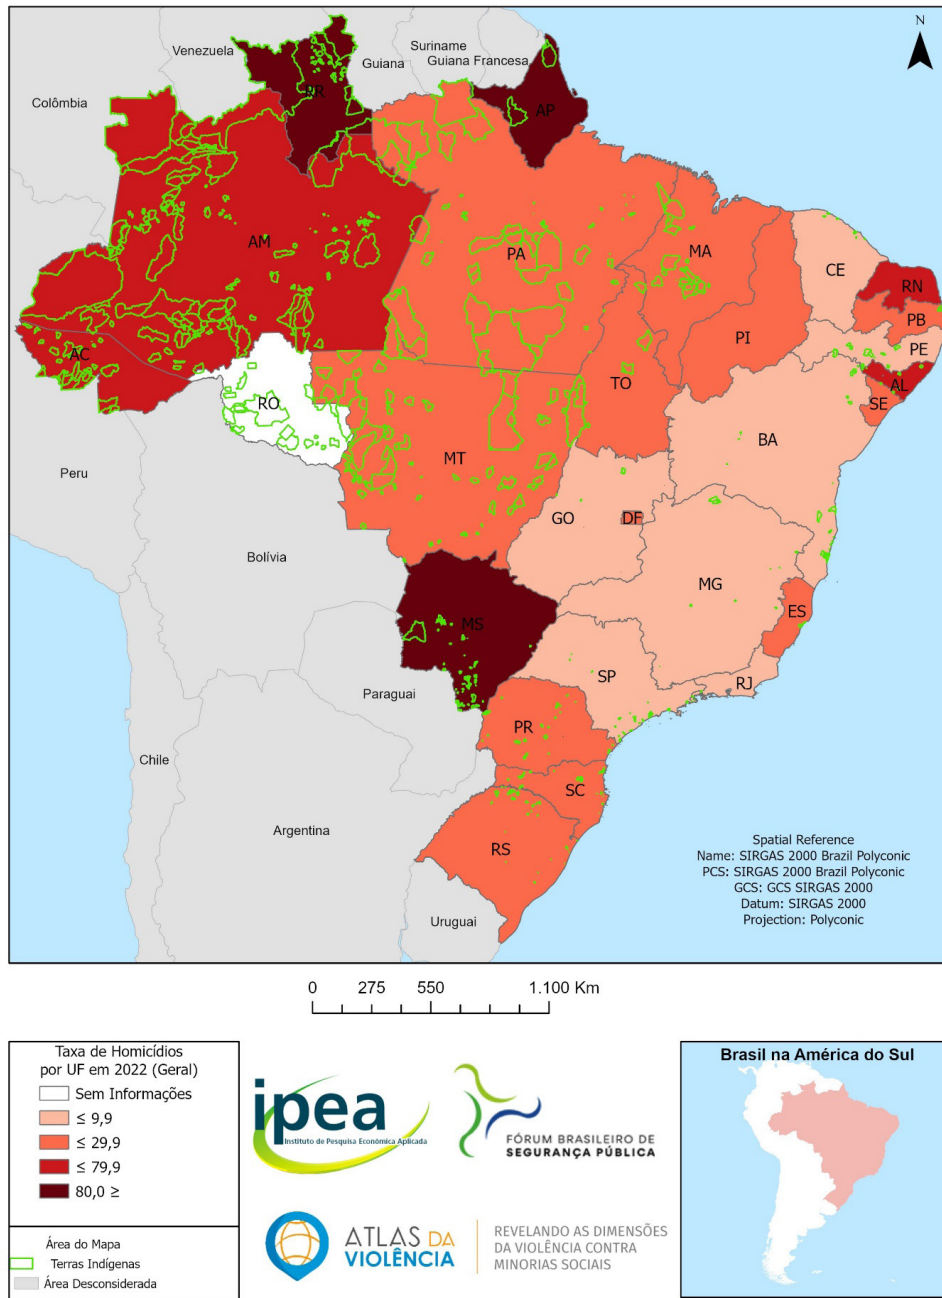 N
Venezuela
Suriname
Guiana Francesa
Guiana
Colômbia
RR
AP
AM
PA
MA
CE
RN
PB
PE
PI
AL
SE
AC
TO
RO
BA
Peru
MT
GO
DF
Bolívia
MG
ES
MS
SP
RJ
Paraguai
PR
Chile
SC
Argentina
RS
Uruguai
Spatial Reference
Name: SIRGAS 2000 Brazil Polyconic
PCS: SIRGAS 2000 Brazil Polyconic
GCS: GCS SIRGAS 2000
Datum: SIRGAS 2000
Projection: Polyconic
0 275 550 1.100 Km
Taxa de Homicídios
por UF em 2022 (Geral)
Sem Informações
≤ 9,9
≤ 29,9
≤ 79,9
80,0 ≥
Área do Mapa
Terras Indígenas
Área Desconsiderada
ipea
Instituto de Pesquisa Econômica Aplicada
FÓRUM BRASILEIRO DE
SEGURANÇA PÚBLICA
ATLAS DA
VIOLÊNCIA
REVELANDO AS DIMENSÕES
DA VIOLÊNCIA CONTRA
MINORIAS SOCIAIS
Brasil na América do Sul